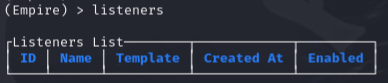 (Empire) > listeners
Listeners List
ID Name Template Created At Enabled